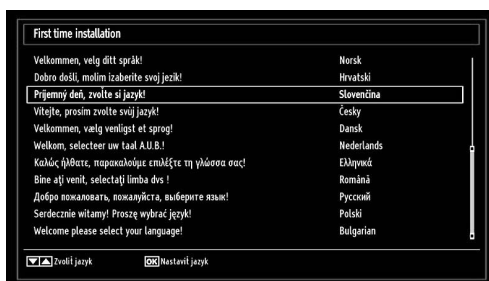 First time installation
Velkommen, velg ditt språk! Norsk
Dobro došli, molim izaberite svoj jezik! Hrvatski
Príjemný deň, zvoľte si jazyk! Slovenčina
Vítejte, prosím zvolte svůj jazyk! Česky
Velkommen, vælg venligst et sprog! Dansk
Welkom, selecteer uw taal A.U.B.! Nederlands
Καλώς ήλθατε, παρακαλούμε επιλέξτε τη γλώσσα σας! Ελληνικά
Bine aţi venit, selectaţi limba dvs ! Română
Добро пожаловать, пожалуйста, выберите язык! Русский
Serdecznie witamy! Proszę wybrać język! Polski
Welcome please select your language! Bulgarian
Zvoliť jazyk OK Nastaviť jazyk